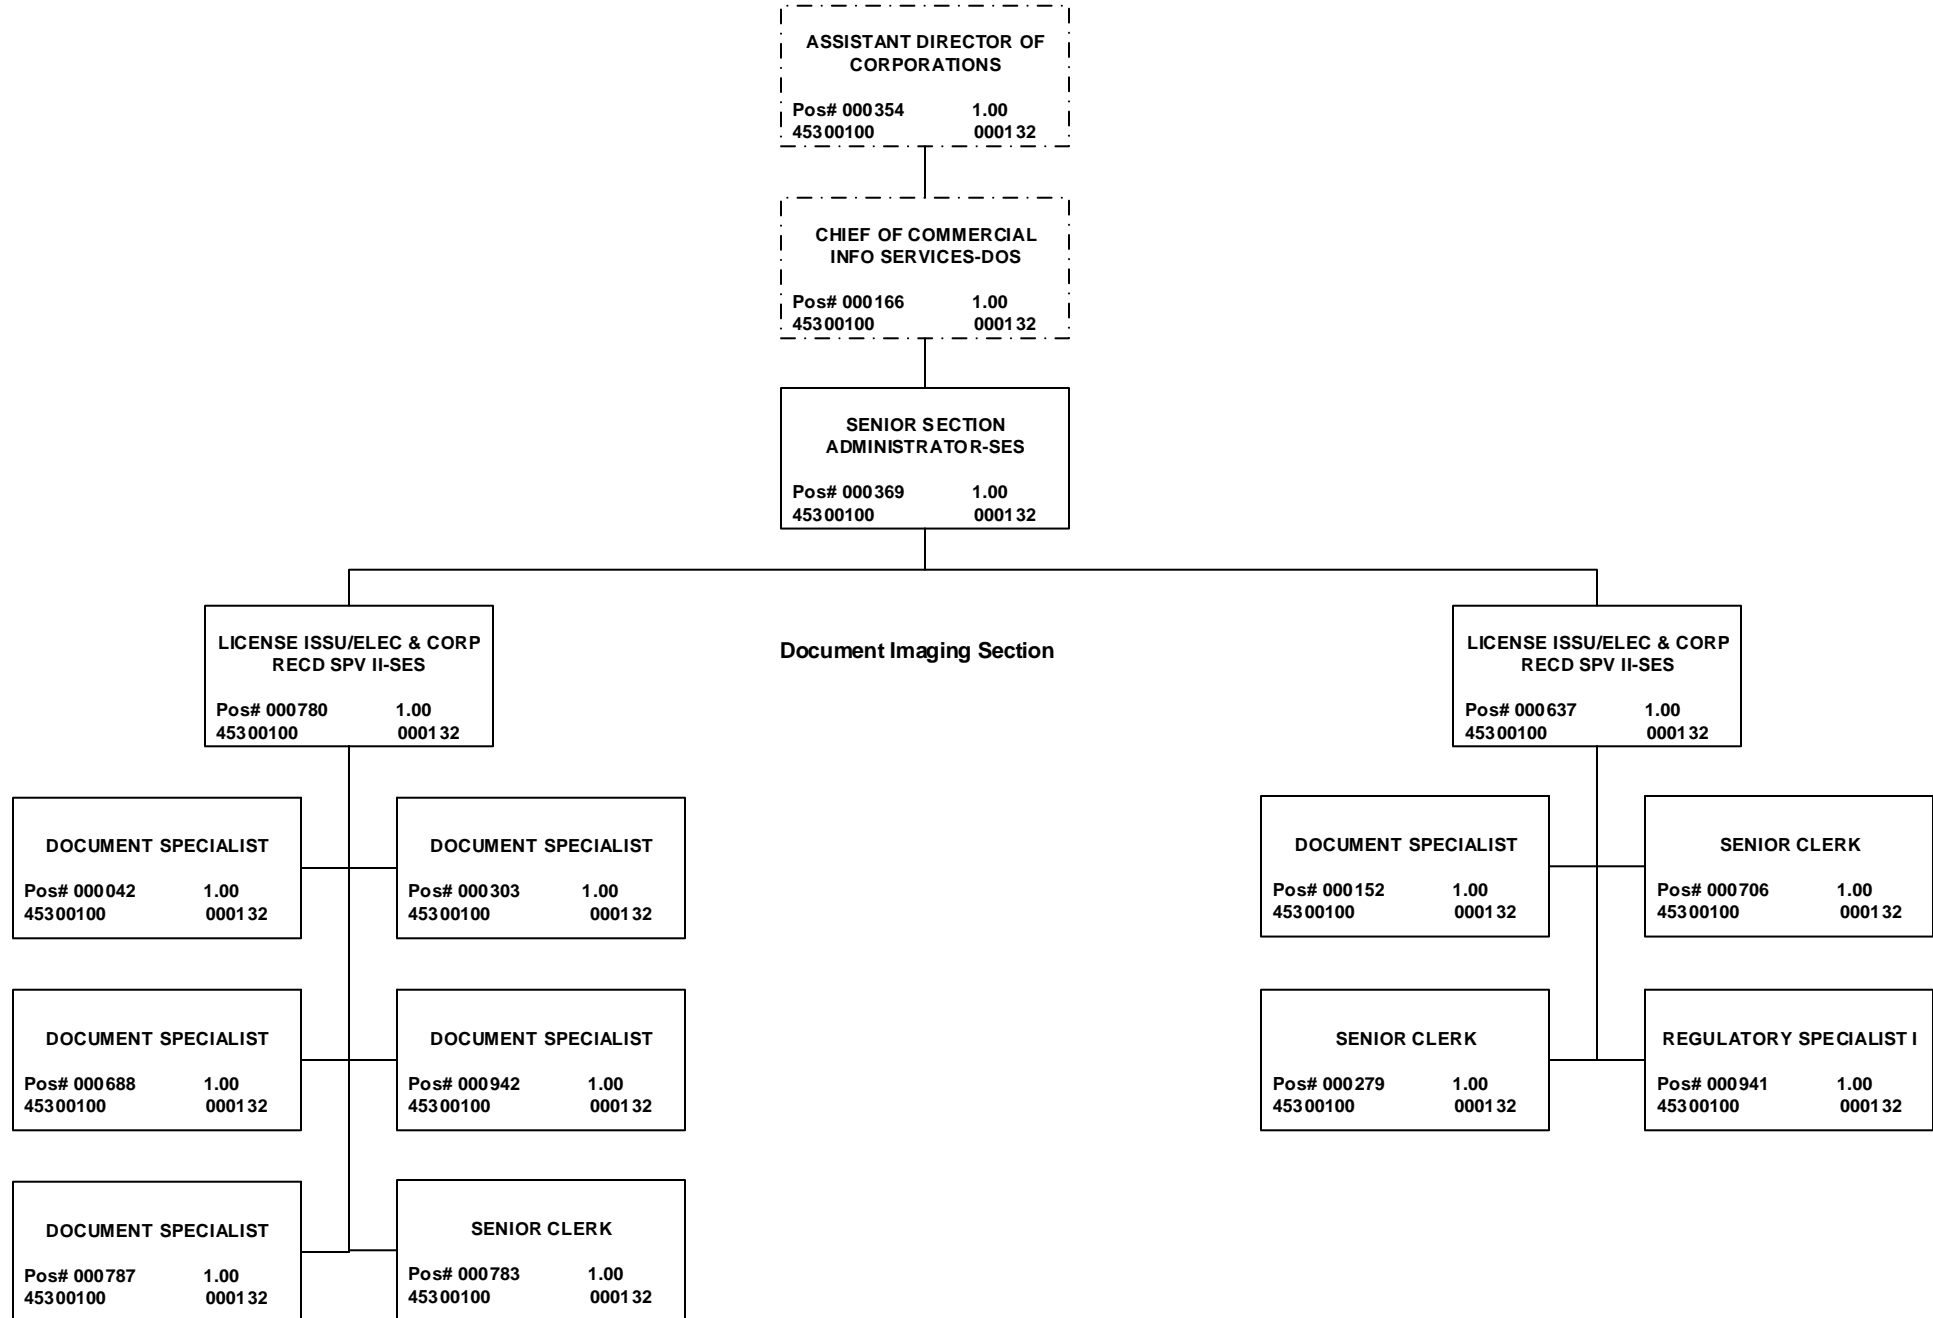 ASSISTANT DIRECTOR OF
CORPORATIONS
Pos# 000354 1.00
45300100 000132
CHIEF OF COMMERCIAL
INFO SERVICES-DOS
Pos# 000166 1.00
45300100 000132
SENIOR SECTION
ADMINISTRATOR-SES
Pos# 000369 1.00
45300100 000132
LICENSE ISSU/ELEC & CORP
RECD SPV II-SES
Pos# 000780 1.00
45300100 000132
Document Imaging Section
LICENSE ISSU/ELEC & CORP
RECD SPV II-SES
Pos# 000637 1.00
45300100 000132
DOCUMENT SPECIALIST
Pos# 000042 1.00
45300100 000132
DOCUMENT SPECIALIST
Pos# 000303 1.00
45300100 000132
DOCUMENT SPECIALIST
Pos# 000152 1.00
45300100 000132
SENIOR CLERK
Pos# 000706 1.00
45300100 000132
DOCUMENT SPECIALIST
Pos# 000688 1.00
45300100 000132
DOCUMENT SPECIALIST
Pos# 000942 1.00
45300100 000132
SENIOR CLERK
Pos# 000279 1.00
45300100 000132
REGULATORY SPECIALIST I
Pos# 000941 1.00
45300100 000132
DOCUMENT SPECIALIST
Pos# 000787 1.00
45300100 000132
SENIOR CLERK
Pos# 000783 1.00
45300100 000132